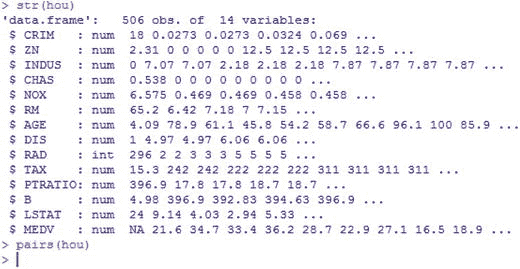 > str(hou)
'data.frame':   506 obs. of  14 variables:
 $ CRIM   : num  18 0.0273 0.0273 0.0324 0.069 ...
 $ ZN     : num  2.31 0 0 0 0 0 12.5 12.5 12.5 12.5 ...
 $ INDUS  : num  0 7.07 7.07 2.18 2.18 2.18 7.87 7.87 7.87 7.87 ...
 $ CHAS   : num  0.538 0 0 0 0 0 0 0 0 0 ...
 $ NOX    : num  6.575 0.469 0.469 0.458 0.458 ...
 $ RM     : num  65.2 6.42 7.18 7 7.15 ...
 $ AGE    : num  4.09 78.9 61.1 45.8 54.2 58.7 66.6 96.1 100 85.9 ...
 $ DIS    : num  1 4.97 4.97 6.06 6.06 ...
 $ RAD    : int  296 2 2 3 3 3 5 5 5 5 ...
 $ TAX    : num  15.3 242 242 222 222 222 311 311 311 311 ...
 $ PTRATIO: num  396.9 17.8 17.8 18.7 18.7 ...
 $ B      : num  4.98 396.9 392.83 394.63 396.9 ...
 $ LSTAT  : num  24 9.14 4.03 2.94 5.33 ...
 $ MEDV   : num  NA 21.6 34.7 33.4 36.2 28.7 22.9 27.1 16.5 18.9 ...
> pairs(hou)
>